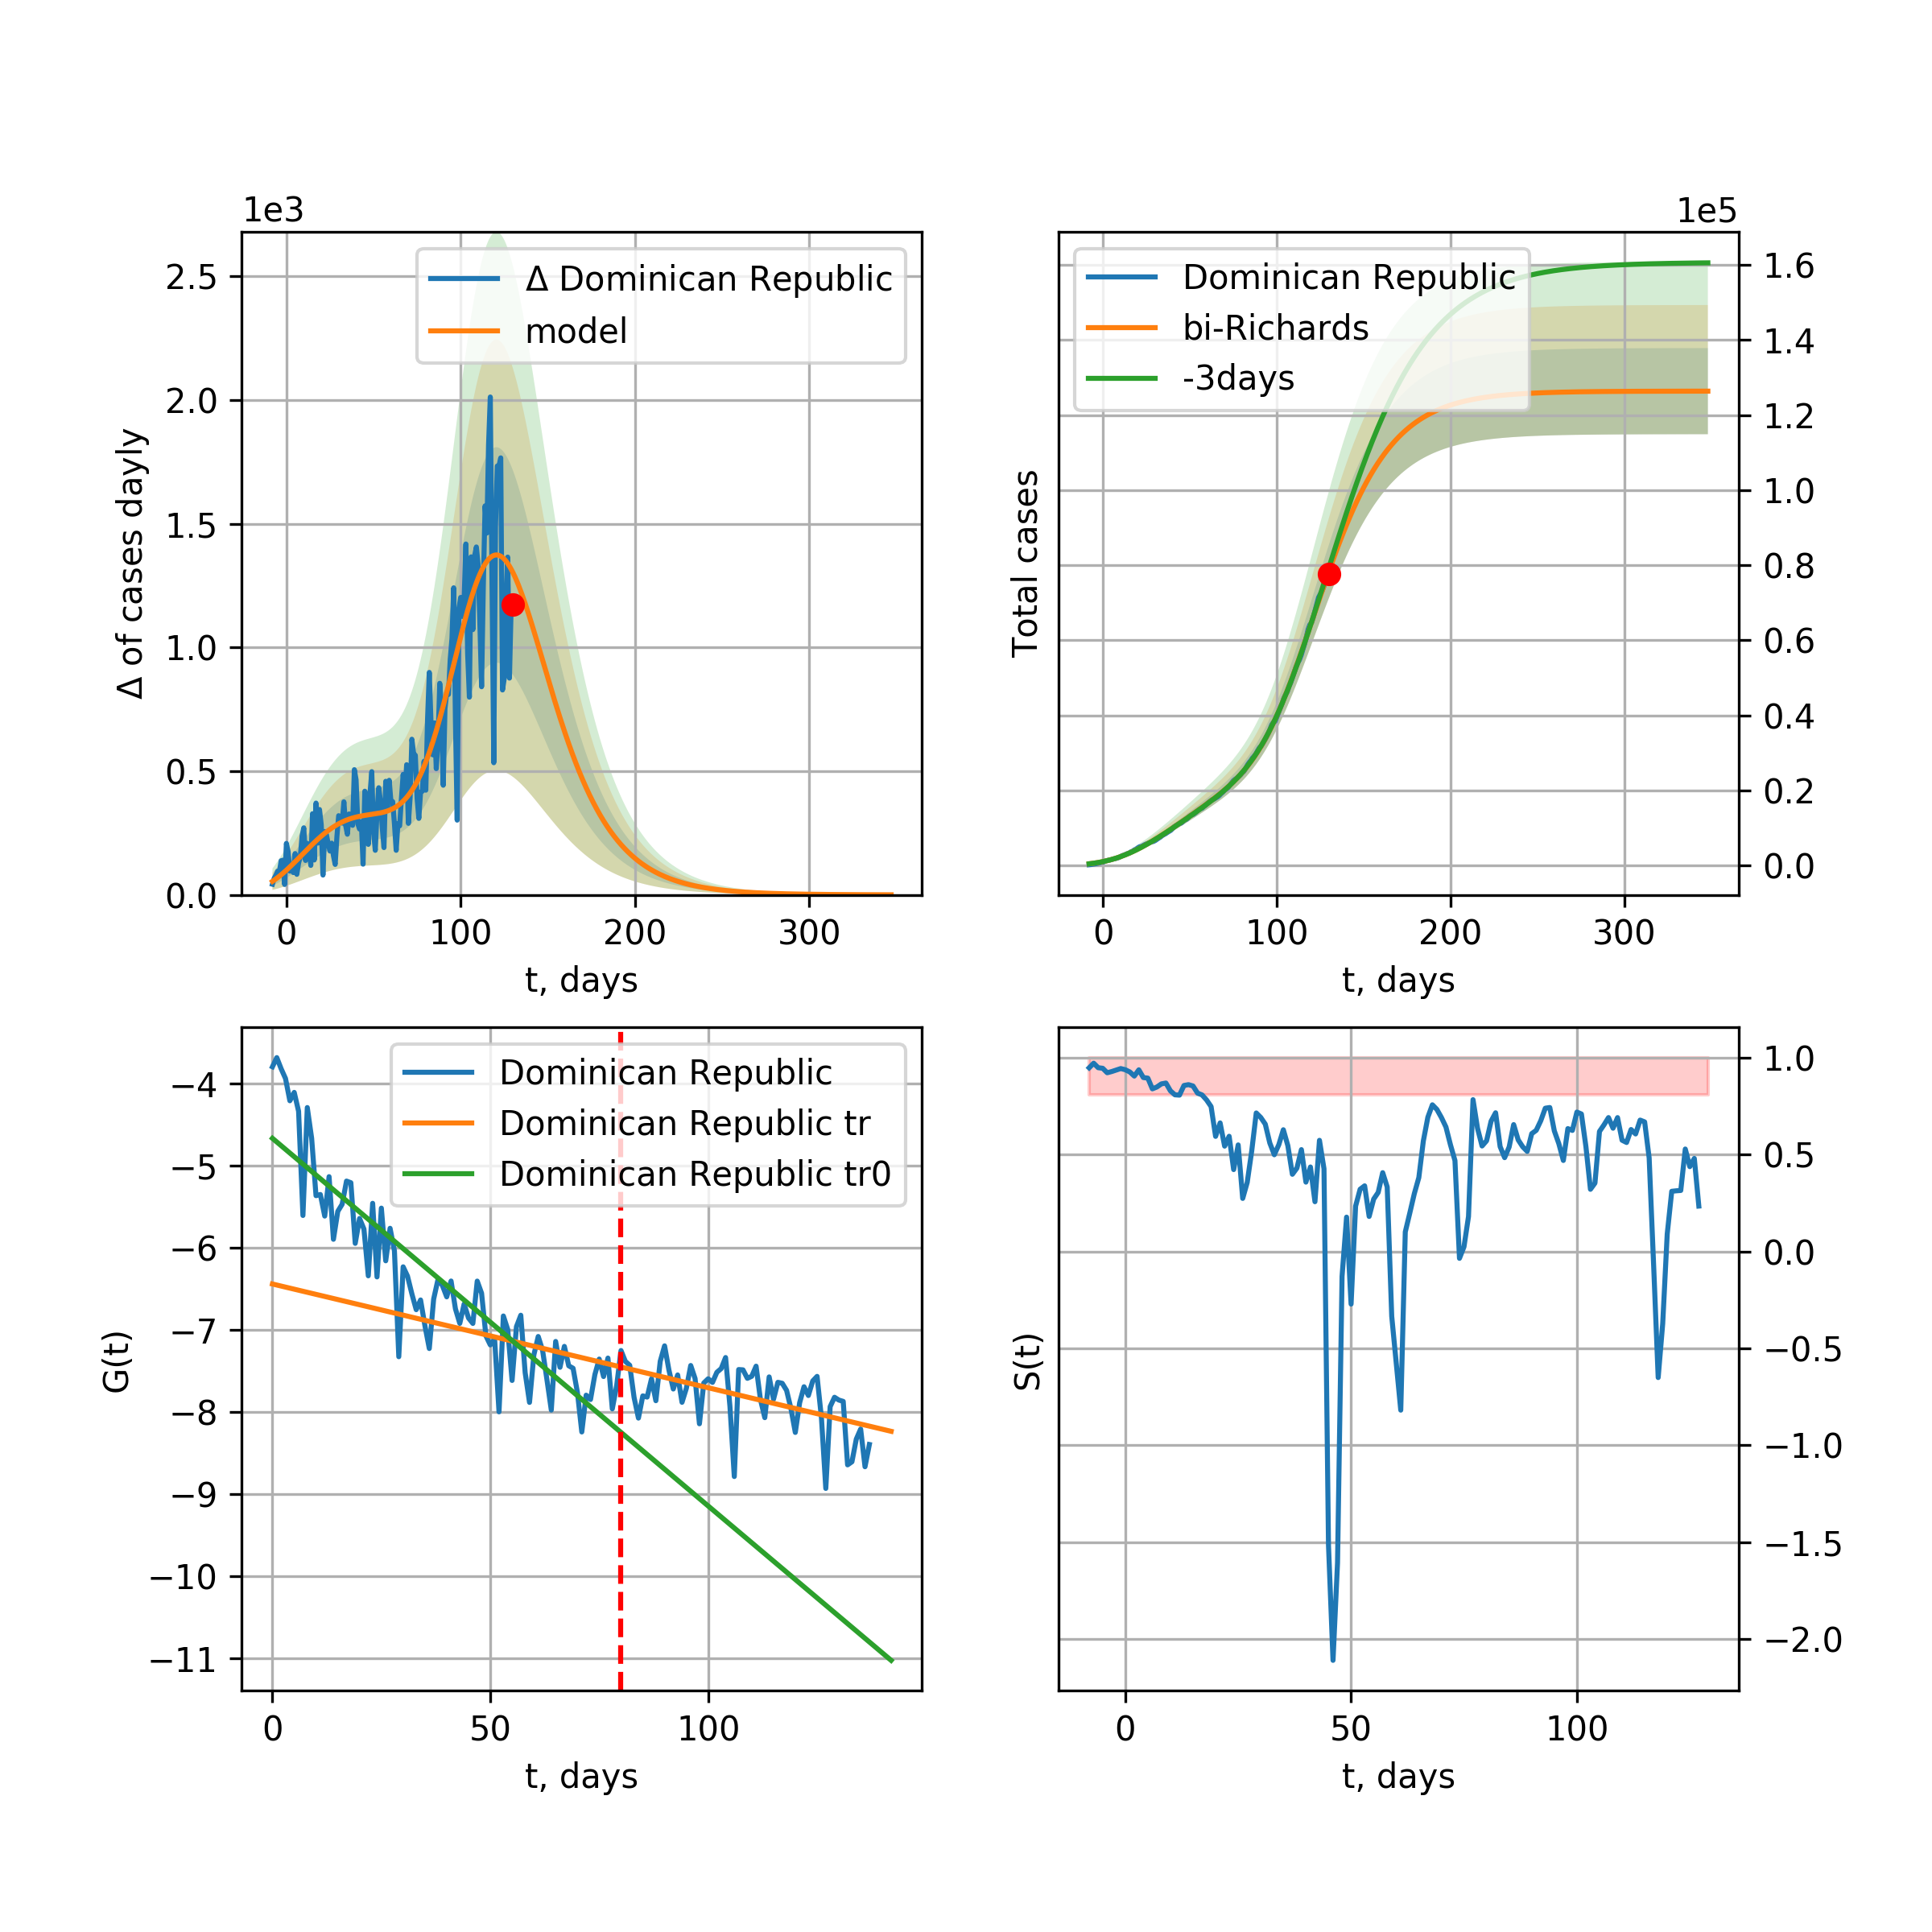 1e3
2.5
2.0
1.5
1.0
0.5
0.0
Δ of cases dayly
Δ Dominican Republic
model
0 100 200 300
t, days
1e5
Dominican Republic
bi-Richards
-3days
Total cases
1.6
1.4
1.2
1.0
0.8
0.6
0.4
0.2
0.0
0 100 200 300
t, days
−4
−5
−6
−7
−8
−9
−10
−11
G(t)
Dominican Republic
Dominican Republic tr
Dominican Republic tr0
0 50 100
t, days
S(t)
1.0
0.5
0.0
−0.5
−1.0
−1.5
−2.0
0 50 100
t, days